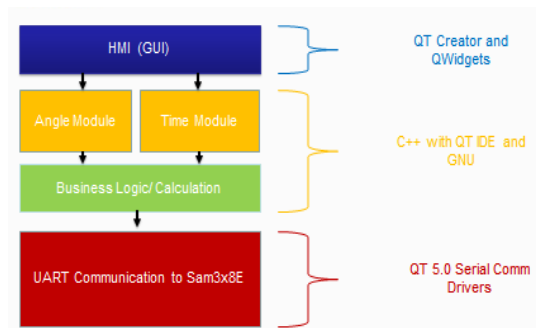 HMI (GUI)
QT Creator and
QWidgets
Angle Module
Time Module
C++ with QT IDE and
GNU
Business Logic/ Calculation
UART Communication to Sam3x8E
QT 5.0 Serial Comm
Drivers